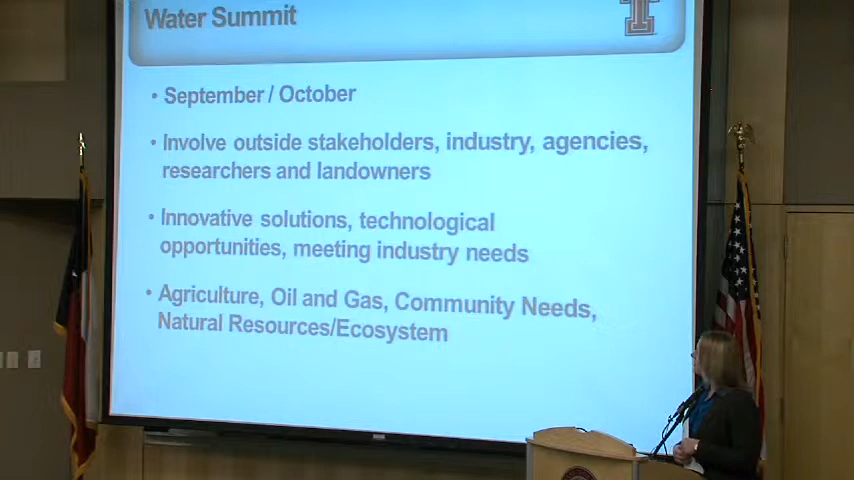 Water Summit
• September / October
• Involve outside stakeholders, industry, agencies,
researchers and landowners
• Innovative solutions, technological
opportunities, meeting industry needs
• Agriculture, Oil and Gas, Community Needs,
Natural Resources/Ecosystem